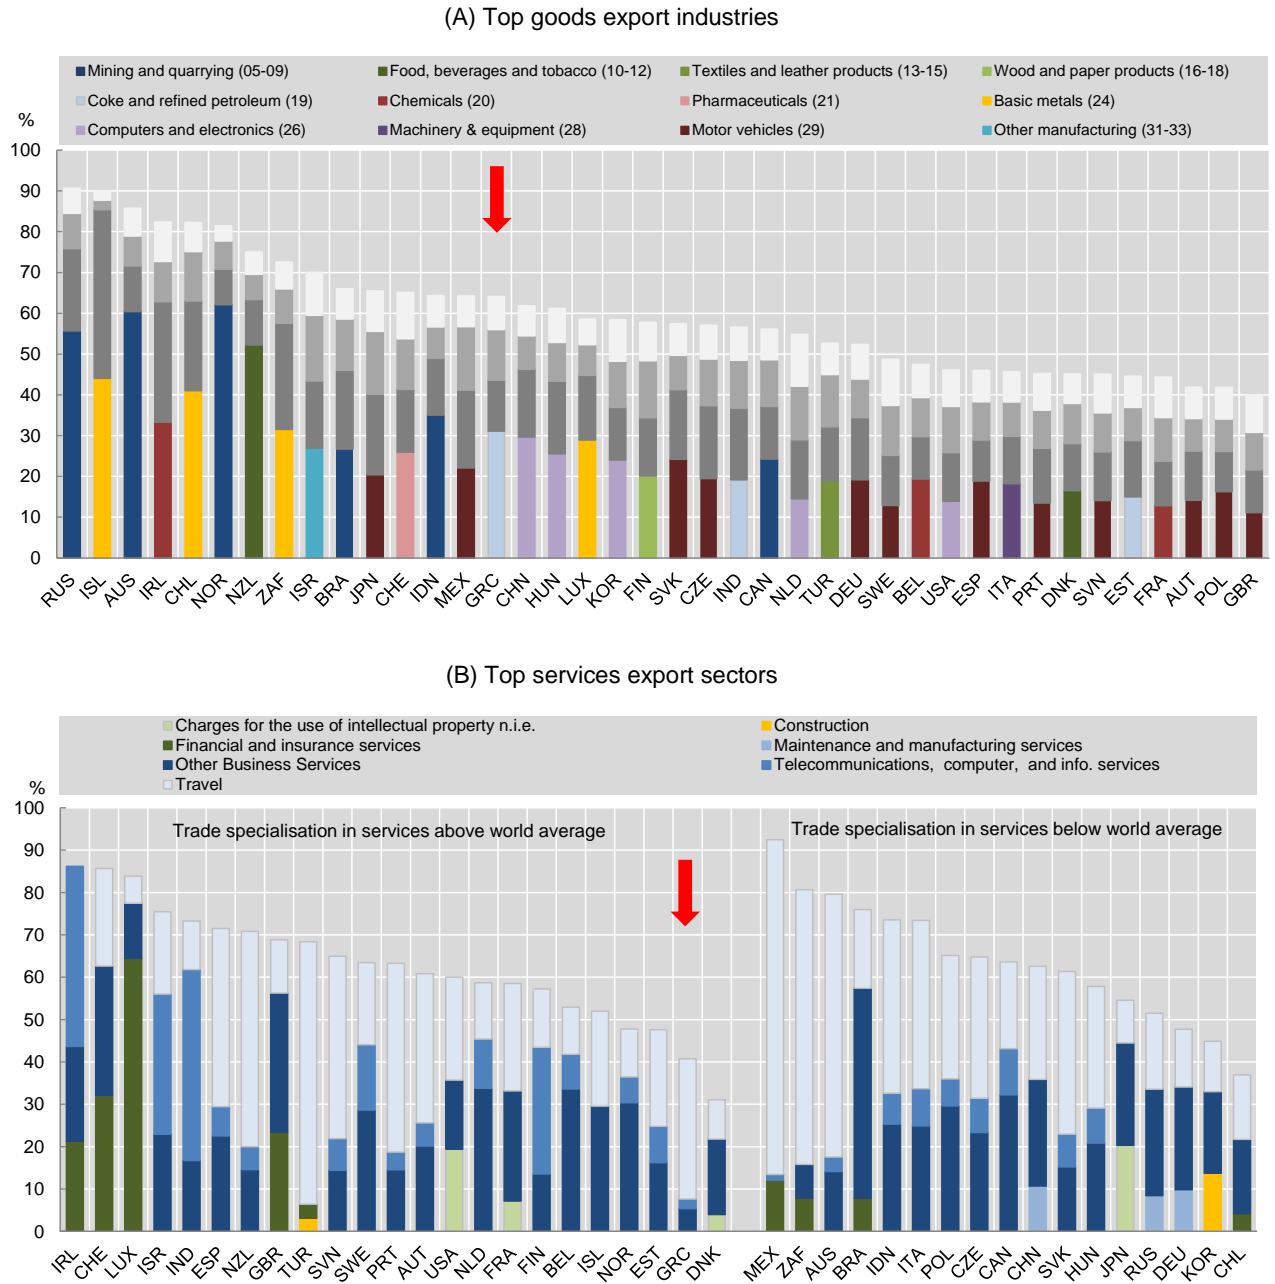 (A) Top goods export industries
Mining and quarrying (05-09) Food, beverages and tobacco (10-12) Textiles and leather products (13-15) Wood and paper products (16-18)
Coke and refined petroleum (19) Chemicals (20) Pharmaceuticals (21) Basic metals (24)
Computers and electronics (26) Machinery & equipment (28) Motor vehicles (29) Other manufacturing (31-33)
%
100
90
80
70
60
50
40
30
20
10
0
RUS ISL AUS IRL CHL NOR NZL ZAF ISR BRA JPN CHE IDN MEX GRC CHN HUN LUX KOR FIN SVK CZE IND CAN NLD TUR DEU SWE BEL USA ESP ITA PRT DNK SVN EST FRA AUT POL GBR
(B) Top services export sectors
Charges for the use of intellectual property n.i.e. Construction
Financial and insurance services Maintenance and manufacturing services
Other Business Services Telecommunications, computer, and info. services
Travel
%
100
Trade specialisation in services above world average Trade specialisation in services below world average
90
80
70
60
50
40
30
20
10
0
IRL CHE LUX ISR IND ESP NZL GBR TUR SVN SWE PRT AUT USA NLD FRA FIN BEL ISL NOR EST GRC DNK MEX ZAF AUS BRA IDN ITA POL CZE CAN CHN SVK HUN JPN RUS DEU KOR CHL